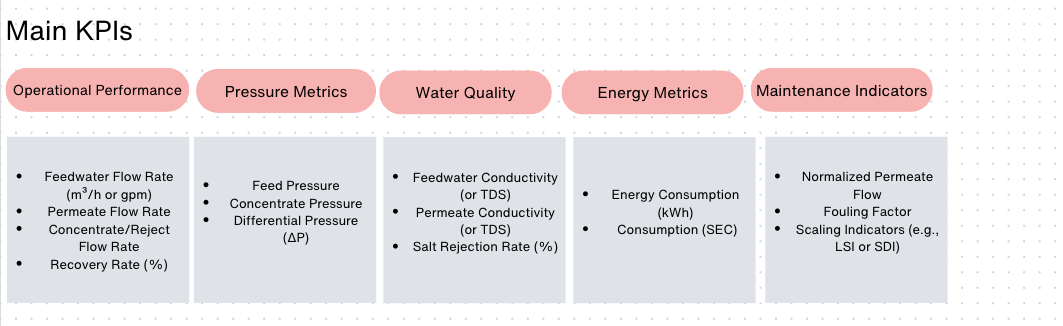 Main KPIs
Operational Performance
Pressure Metrics
Water Quality
Energy Metrics
Maintenance Indicators
• Feedwater Flow Rate
(m³/h or gpm)
• Permeate Flow Rate
• Concentrate/Reject
Flow Rate
• Recovery Rate (%)
• Feed Pressure
• Concentrate Pressure
• Differential Pressure
(ΔP)
• Feedwater Conductivity
(or TDS)
• Permeate Conductivity
(or TDS)
• Salt Rejection Rate (%)
• Energy Consumption
(kWh)
• Consumption (SEC)
• Normalized Permeate
Flow
• Fouling Factor
• Scaling Indicators (e.g.,
LSI or SDI)